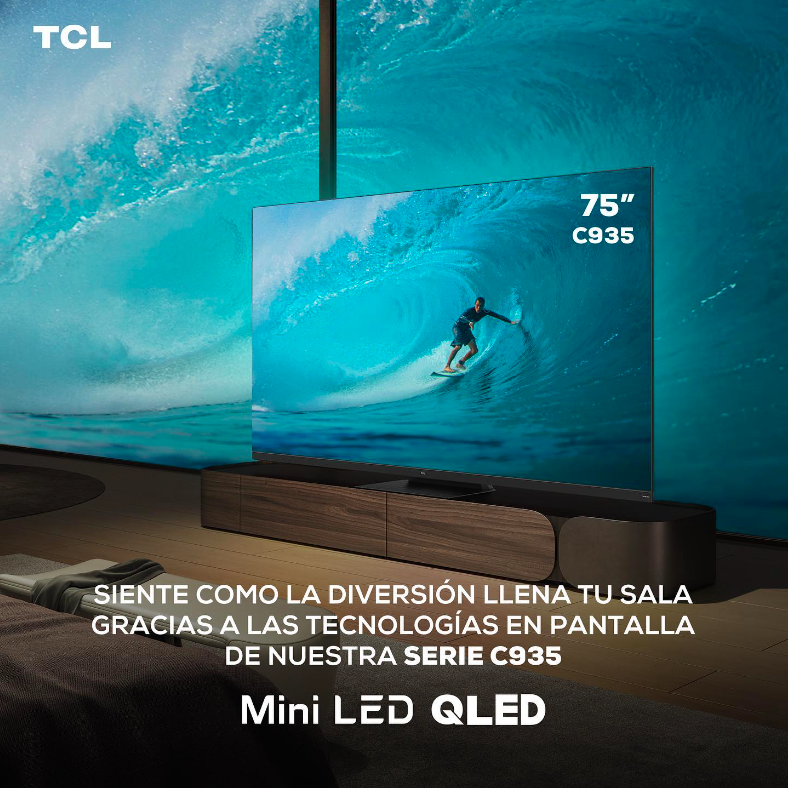 TCL
75”
C935
SIENTE COMO LA DIVERSIÓN LLENA TU SALA
GRACIAS A LAS TECNOLOGÍAS EN PANTALLA
DE NUESTRA SERIE C935
Mini LED QLED